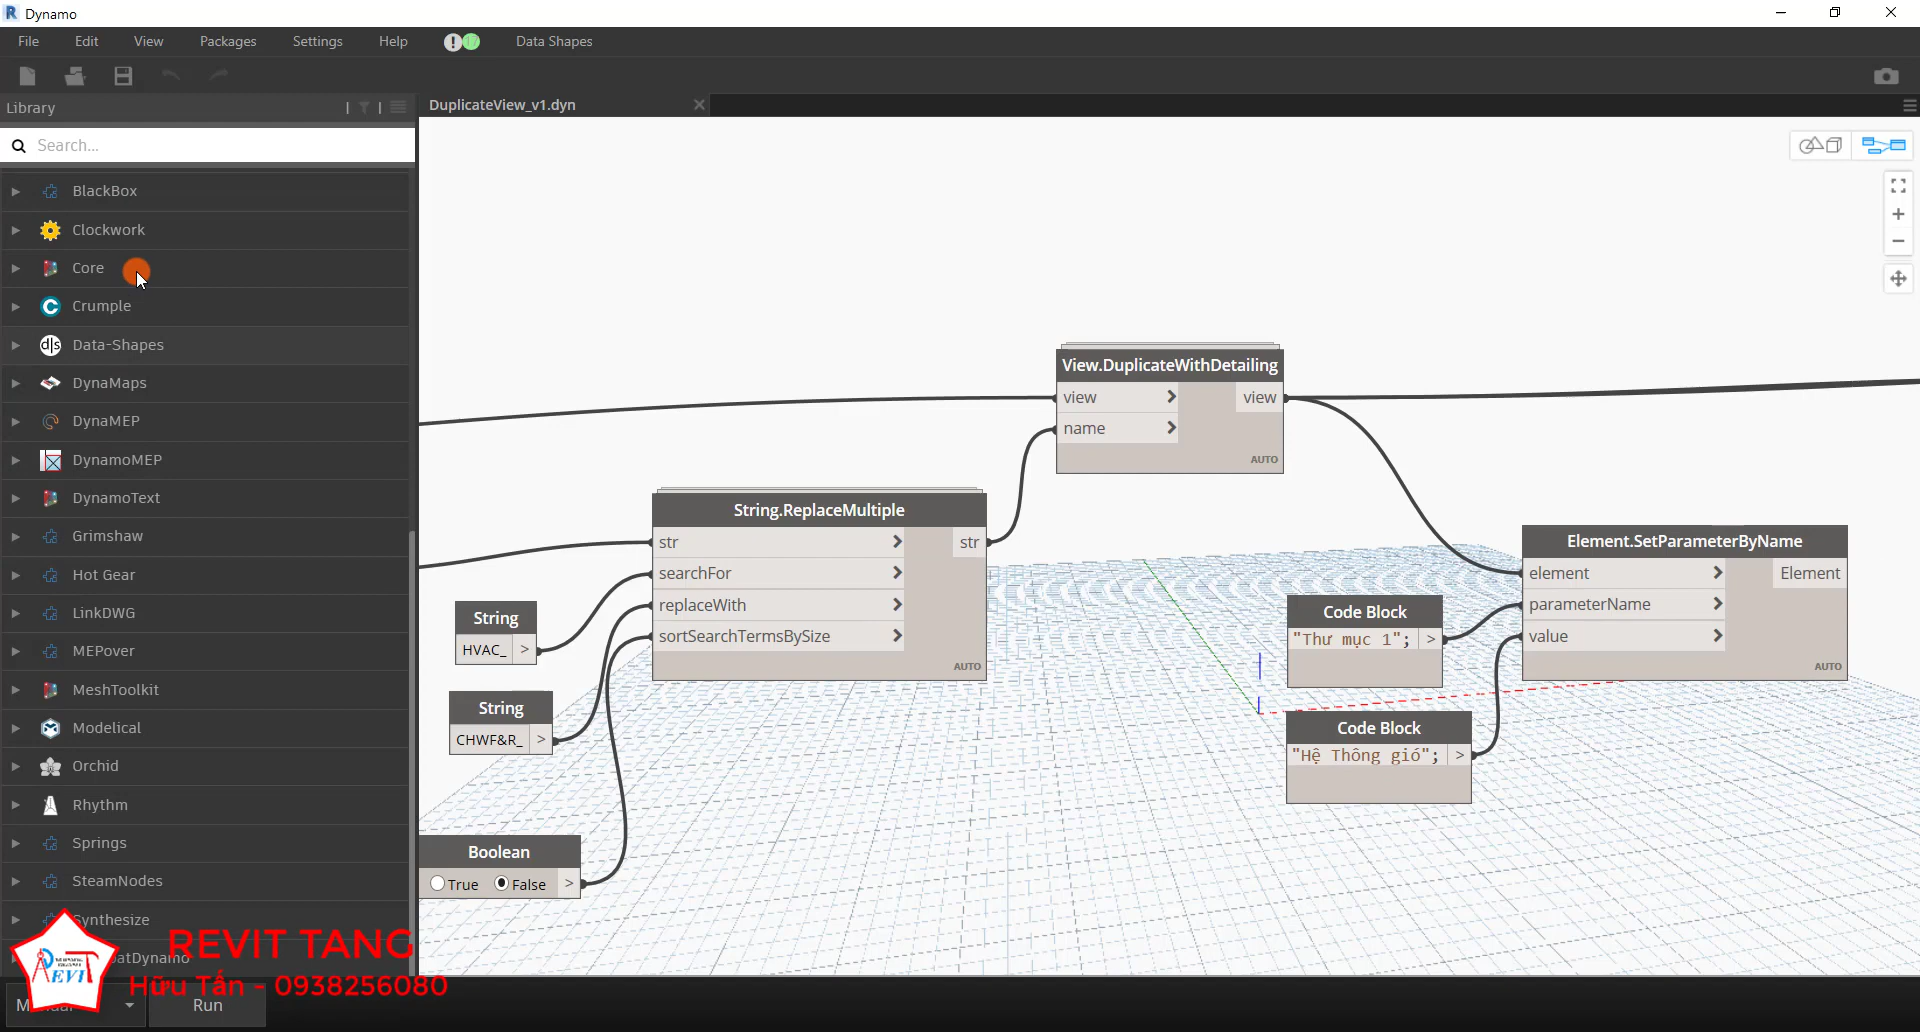 Dynamo
File Edit View Packages Settings Help Data Shapes
Library
DuplicateView_v1.dyn
Search...
BlackBox
Clockwork
Core
Crumple
Data-Shapes
DynaMaps
DynaMEP
DynamoMEP
DynamoText
Grimshaw
Hot Gear
LinkDWG
MEPover
MeshToolkit
Modelical
Orchid
Rhythm
Springs
SteamNodes
Synthesize
atDynamo
REVIT TANG
Hữu Tấn - 0938256080
Run
View.DuplicateWithDetailing
view > view
name >
AUTO
String.ReplaceMultiple
str > str
searchFor >
replaceWith >
sortSearchTermsBySize >
AUTO
String
HVAC_ >
String
CHWF&R_ >
Boolean
True False >
Code Block
"Thư mục 1"; >
Code Block
"Hệ Thông gió"; >
Element.SetParameterByName
element > Element
parameterName >
value >
AUTO